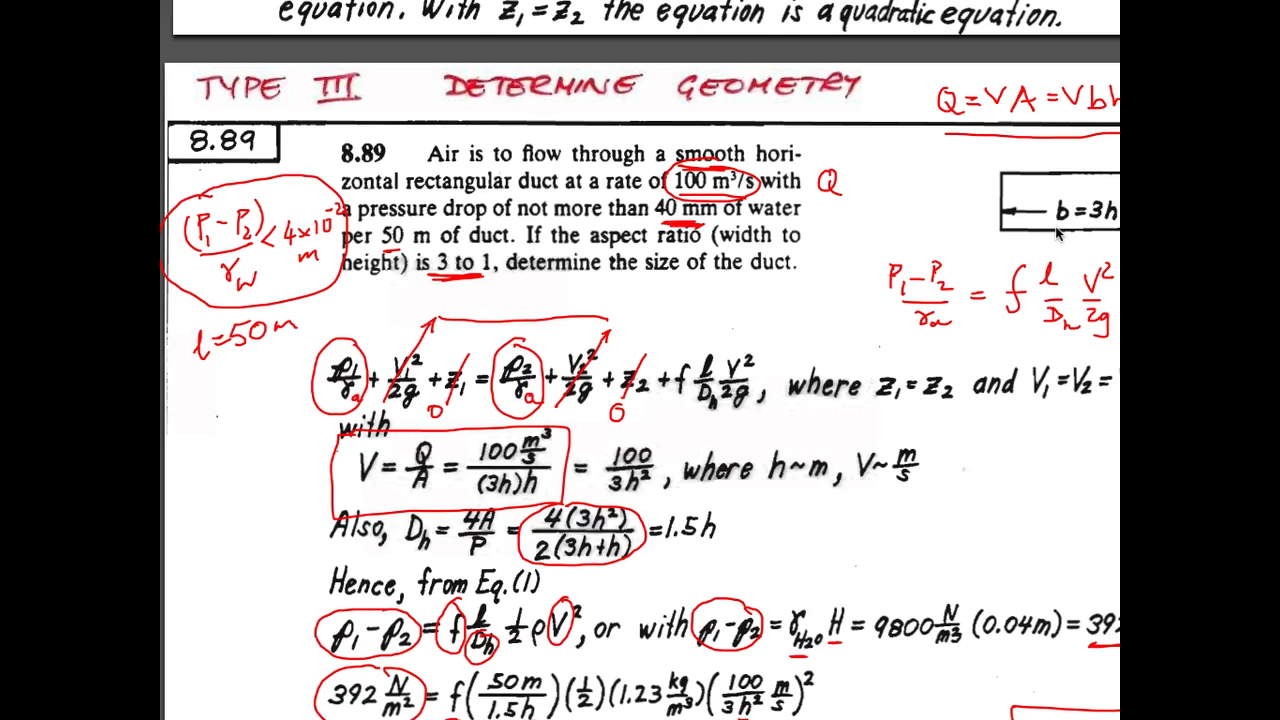 equation. With z₁ = z₂ the equation is a quadratic equation.
TYPE III DETERMINE GEOMETRY
Q = VA = Vbh
8.89
8.89 Air is to flow through a smooth hori-
zontal rectangular duct at a rate of 100 m³/s with Q
a pressure drop of not more than 40 mm of water
per 50 m of duct. If the aspect ratio (width to
height) is 3 to 1, determine the size of the duct.
(P₁ - P₂)/γw < 4×10⁻² m
l = 50 m
b = 3h
P₁ - P₂/γa = f l/Dh V²/2g
p₁/γa + V₁²/2g + z₁ = p₂/γa + V₂²/2g + z₂ + f l/Dh V²/2g, where z₁ = z₂ and V₁ = V₂ =
0 0
with
V = Q/A = 100 m³/s/(3h)h = 100/3h², where h ~ m, V ~ m/s
Also, Dh = 4A/P = 4(3h²)/2(3h+h) = 1.5h
Hence, from Eq. (1)
p₁ - p₂ = f l/Dh ½ρV², or with p₁ - p₂ = γH₂O H = 9800 N/m³ (0.04m) = 392
392 N/m² = f(50m/1.5h)(½)(1.23 kg/m³)(100/3h² m/s)²